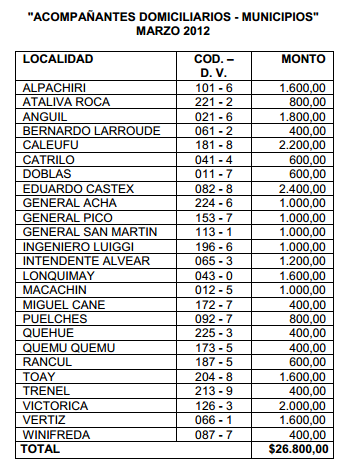 "ACOMPAÑANTES DOMICILIARIOS - MUNICIPIOS"
MARZO 2012
LOCALIDAD COD. – MONTO
D. V.
ALPACHIRI 101 - 6 1.600,00
ATALIVA ROCA 221 - 2 800,00
ANGUIL 021 - 6 1.800,00
BERNARDO LARROUDE 061 - 2 400,00
CALEUFU 181 - 8 2.200,00
CATRILO 041 - 4 600,00
DOBLAS 011 - 7 600,00
EDUARDO CASTEX 082 - 8 2.400,00
GENERAL ACHA 224 - 6 1.000,00
GENERAL PICO 153 - 7 1.000,00
GENERAL SAN MARTIN 113 - 1 1.000,00
INGENIERO LUIGGI 196 - 6 1.000,00
INTENDENTE ALVEAR 065 - 3 1.200,00
LONQUIMAY 043 - 0 1.600,00
MACACHIN 012 - 5 1.000,00
MIGUEL CANE 172 - 7 400,00
PUELCHES 092 - 7 800,00
QUEHUE 225 - 3 400,00
QUEMU QUEMU 173 - 5 400,00
RANCUL 187 - 5 600,00
TOAY 204 - 8 1.600,00
TRENEL 213 - 9 400,00
VICTORICA 126 - 3 2.000,00
VERTIZ 066 - 1 1.600,00
WINIFREDA 087 - 7 400,00
TOTAL $26.800,00